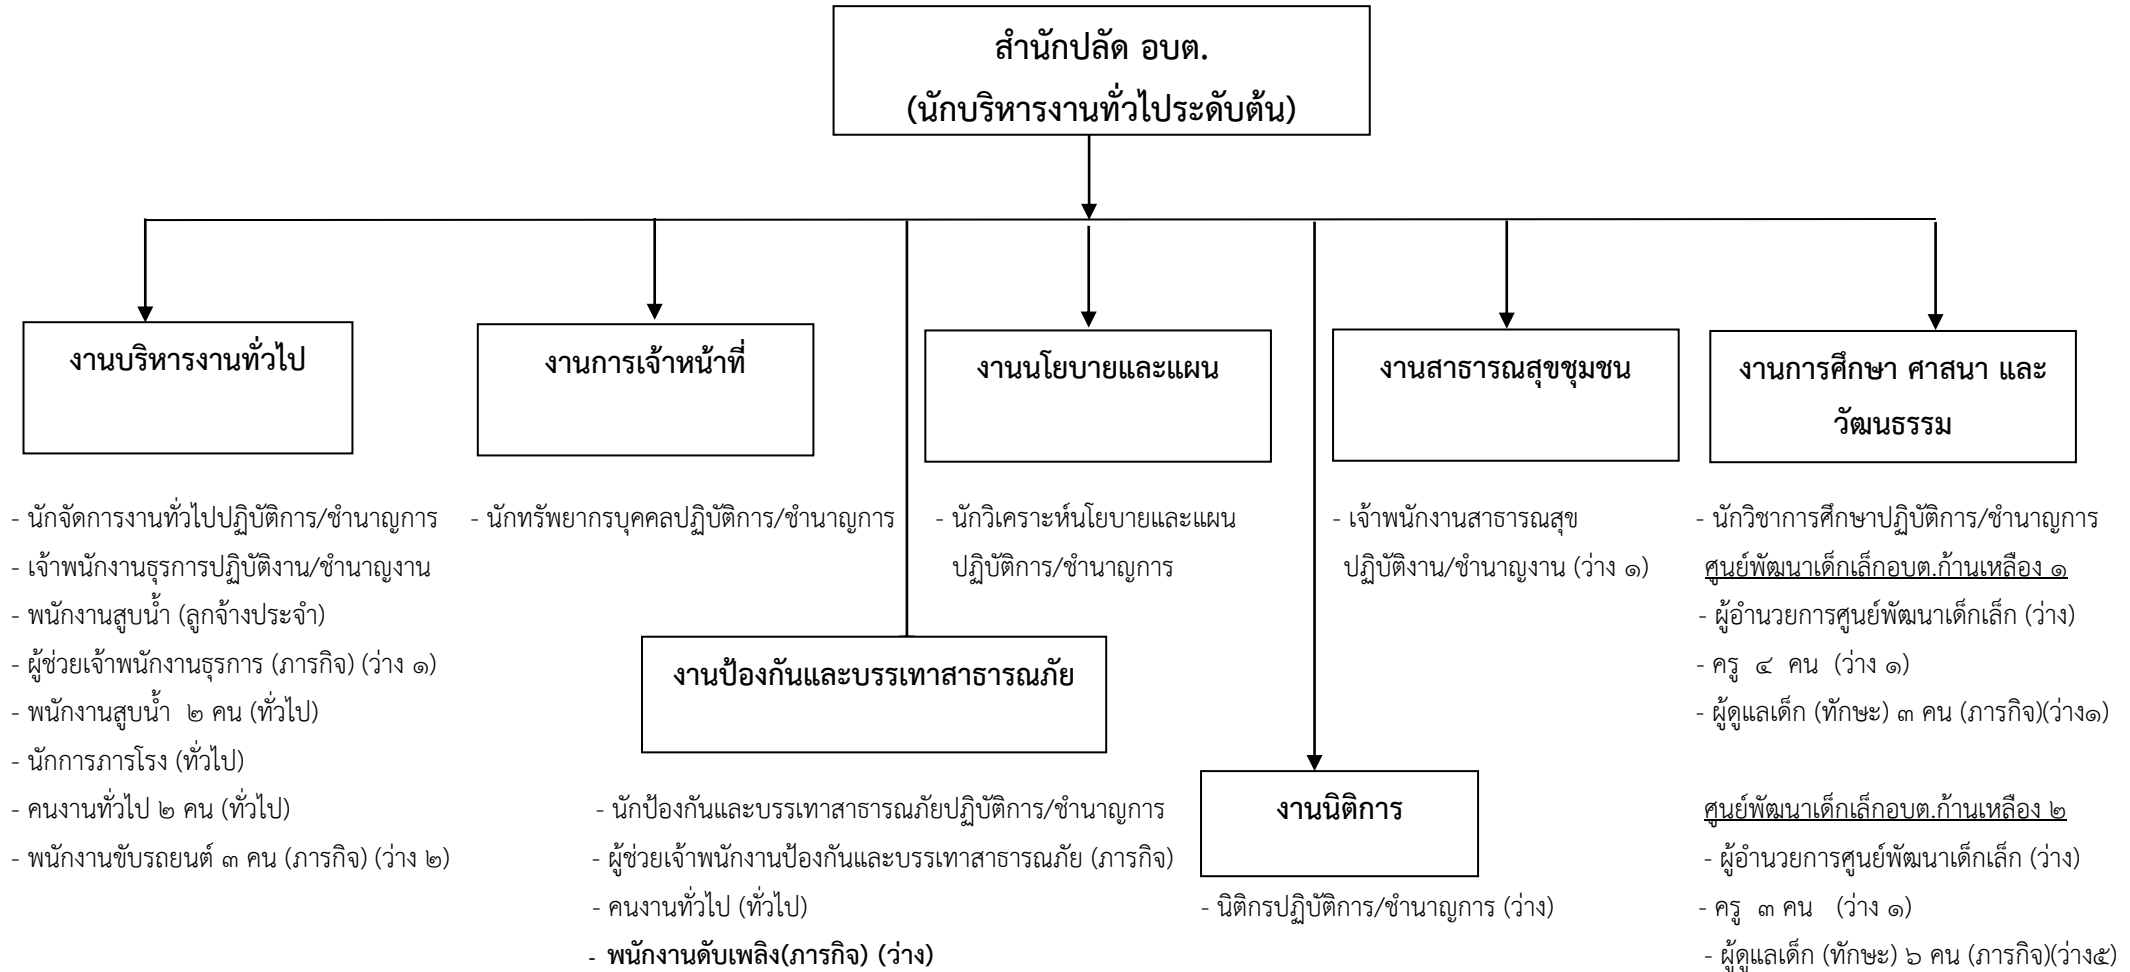 สำนักปลัด อบต.
(นักบริหารงานทั่วไประดับต้น)
งานบริหารงานทั่วไป
- นักจัดการงานทั่วไปปฏิบัติการ/ชำนาญการ
- เจ้าพนักงานธุรการปฏิบัติงาน/ชำนาญงาน
- พนักงานสูบน้ำ (ลูกจ้างประจำ)
- ผู้ช่วยเจ้าพนักงานธุรการ (ภารกิจ) (ว่าง ๑)
- พนักงานสูบน้ำ ๒ คน (ทั่วไป)
- นักการภารโรง (ทั่วไป)
- คนงานทั่วไป ๒ คน (ทั่วไป)
- พนักงานขับรถยนต์ ๓ คน (ภารกิจ) (ว่าง ๒)
งานการเจ้าหน้าที่
- นักทรัพยากรบุคคลปฏิบัติการ/ชำนาญการ
งานป้องกันและบรรเทาสาธารณภัย
- นักป้องกันและบรรเทาสาธารณภัยปฏิบัติการ/ชำนาญการ
- ผู้ช่วยเจ้าพนักงานป้องกันและบรรเทาสาธารณภัย (ภารกิจ)
- คนงานทั่วไป (ทั่วไป)
- พนักงานดับเพลิง(ภารกิจ) (ว่าง)
งานนโยบายและแผน
- นักวิเคราะห์นโยบายและแผน
ปฏิบัติการ/ชำนาญการ
งานนิติการ
- นิติกรปฏิบัติการ/ชำนาญการ (ว่าง)
งานสาธารณสุขชุมชน
- เจ้าพนักงานสาธารณสุข
ปฏิบัติงาน/ชำนาญงาน (ว่าง ๑)
งานการศึกษา ศาสนา และ
วัฒนธรรม
- นักวิชาการศึกษาปฏิบัติการ/ชำนาญการ
ศูนย์พัฒนาเด็กเล็กอบต.ก้านเหลือง ๑
- ผู้อำนวยการศูนย์พัฒนาเด็กเล็ก (ว่าง)
- ครู ๔ คน (ว่าง ๑)
- ผู้ดูแลเด็ก (ทักษะ) ๓ คน (ภารกิจ)(ว่าง๑)
ศูนย์พัฒนาเด็กเล็กอบต.ก้านเหลือง ๒
- ผู้อำนวยการศูนย์พัฒนาเด็กเล็ก (ว่าง)
- ครู ๓ คน (ว่าง ๑)
- ผู้ดูแลเด็ก (ทักษะ) ๖ คน (ภารกิจ)(ว่าง๕)